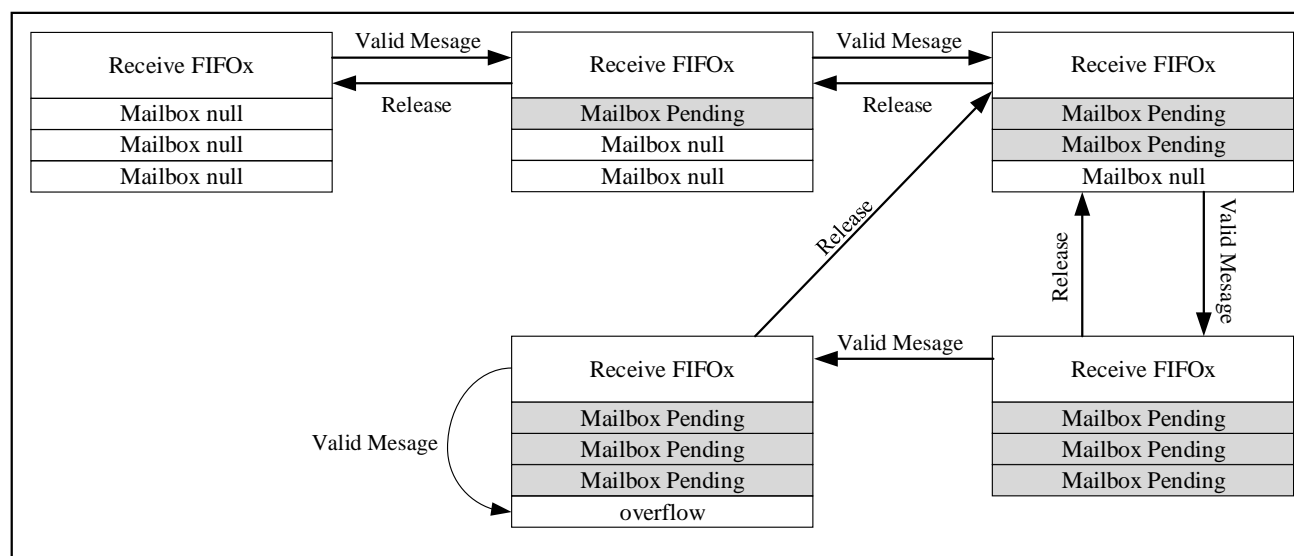 Valid Mesage
Valid Mesage
Receive FIFOx
Receive FIFOx
Receive FIFOx
Release
Release
Mailbox null
Mailbox Pending
Mailbox Pending
Mailbox null
Mailbox null
Mailbox Pending
Mailbox null
Mailbox null
Mailbox null
Release
Release
Valid Mesage
Valid Mesage
Receive FIFOx
Receive FIFOx
Valid Mesage
Mailbox Pending
Mailbox Pending
Mailbox Pending
Mailbox Pending
Mailbox Pending
Mailbox Pending
overflow